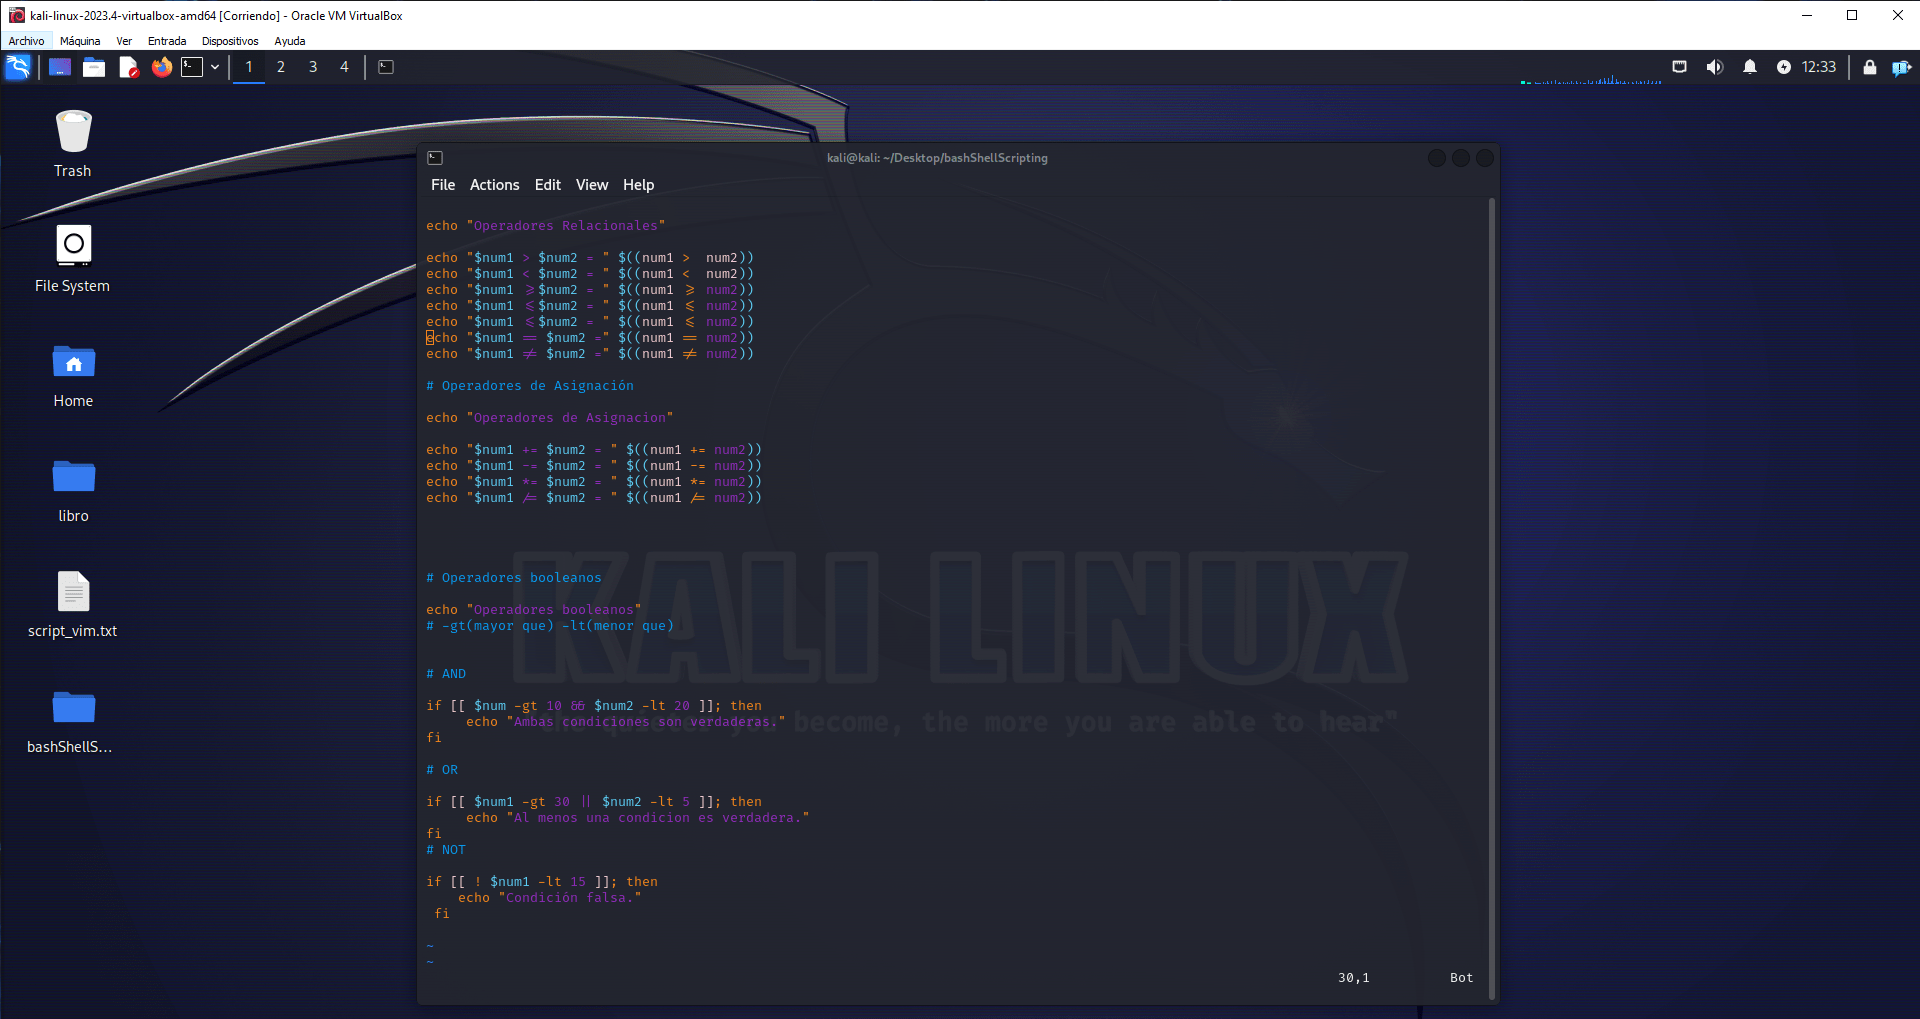 kali-linux-2023.4-virtualbox-amd64 [Corriendo] - Oracle VM VirtualBox
Archivo Máquina Ver Entrada Dispositivos Ayuda
1 2 3 4 12:33
Trash
File System
Home
libro
script_vim.txt
bashShellS...
kali@kali: ~/Desktop/bashShellScripting
File Actions Edit View Help
echo "Operadores Relacionales"
echo "$num1 > $num2 = " $((num1 >  num2))
echo "$num1 < $num2 = " $((num1 <  num2))
echo "$num1 >=$num2 = " $((num1 >= num2))
echo "$num1 <=$num2 = " $((num1 <= num2))
echo "$num1 <=$num2 = " $((num1 <= num2))
echo "$num1 == $num2 =" $((num1 == num2))
echo "$num1 != $num2 =" $((num1 != num2))
# Operadores de Asignación
echo "Operadores de Asignacion"
echo "$num1 += $num2 = " $((num1 += num2))
echo "$num1 -= $num2 = " $((num1 -= num2))
echo "$num1 *= $num2 = " $((num1 *= num2))
echo "$num1 /= $num2 = " $((num1 /= num2))
# Operadores booleanos
echo "Operadores booleanos"
# -gt(mayor que) -lt(menor que)
# AND
if [[ $num -gt 10 && $num2 -lt 20 ]]; then
echo "Ambas condiciones son verdaderas."
fi
# OR
if [[ $num1 -gt 30 || $num2 -lt 5 ]]; then
echo "Al menos una condicion es verdadera."
fi
# NOT
if [[ ! $num1 -lt 15 ]]; then
echo "Condición falsa."
fi
~
~
30,1 Bot
KALI LINUX
"the quieter you become, the more you are able to hear"